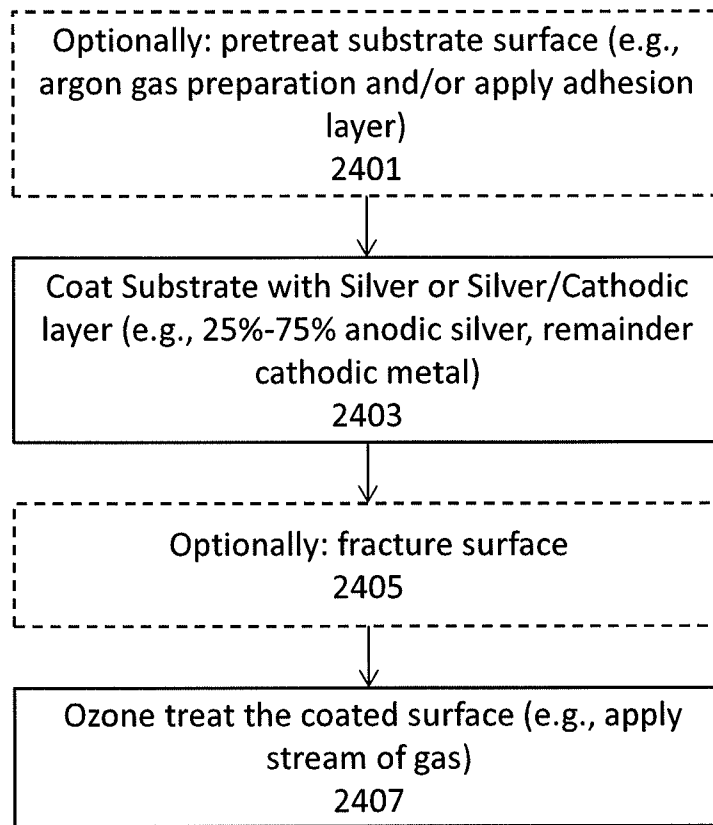 Optionally: pretreat substrate surface (e.g.,
argon gas preparation and/or apply adhesion
layer)
2401
Coat Substrate with Silver or Silver/Cathodic
layer (e.g., 25%-75% anodic silver, remainder
cathodic metal)
2403
Optionally: fracture surface
2405
Ozone treat the coated surface (e.g., apply
stream of gas)
2407